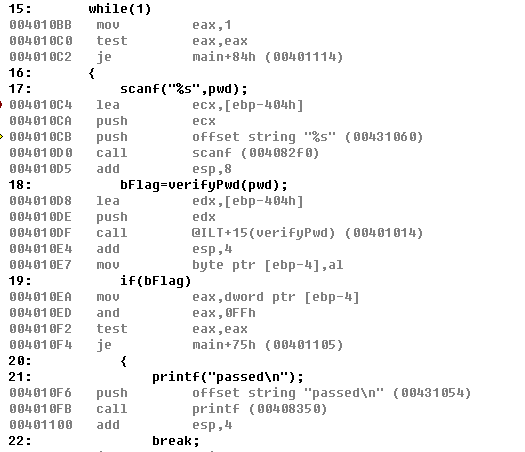 15: while(1)
004010BB mov eax,1
004010C0 test eax,eax
004010C2 je main+84h (00401114)
16: {
17: scanf("%s",pwd);
004010C4 lea ecx,[ebp-404h]
004010CA push ecx
004010CB push offset string "%s" (00431060)
004010D0 call scanf (004082f0)
004010D5 add esp,8
18: bFlag=verifyPwd(pwd);
004010D8 lea edx,[ebp-404h]
004010DE push edx
004010DF call @ILT+15(verifyPwd) (00401014)
004010E4 add esp,4
004010E7 mov byte ptr [ebp-4],al
19: if(bFlag)
004010EA mov eax,dword ptr [ebp-4]
004010ED and eax,0FFh
004010F2 test eax,eax
004010F4 je main+75h (00401105)
20: {
21: printf("passed\n");
004010F6 push offset string "passed\n" (00431054)
004010FB call printf (00408350)
00401100 add esp,4
22: break;